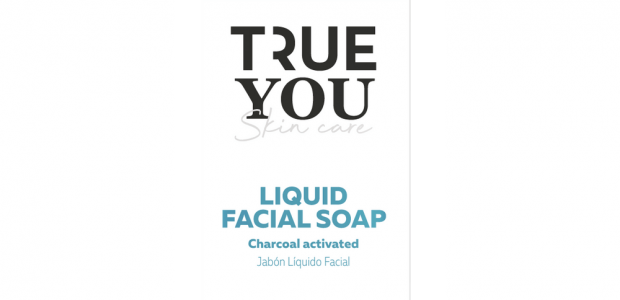 TRUE
YOU
Skin care
LIQUID
FACIAL SOAP
Charcoal activated
Jabón Líquido Facial